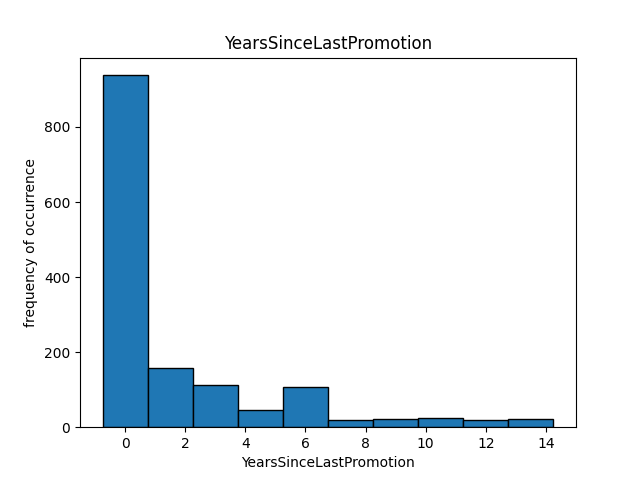 YearsSinceLastPromotion
frequency of occurrence
800
600
400
200
0
0 2 4 6 8 10 12 14
YearsSinceLastPromotion